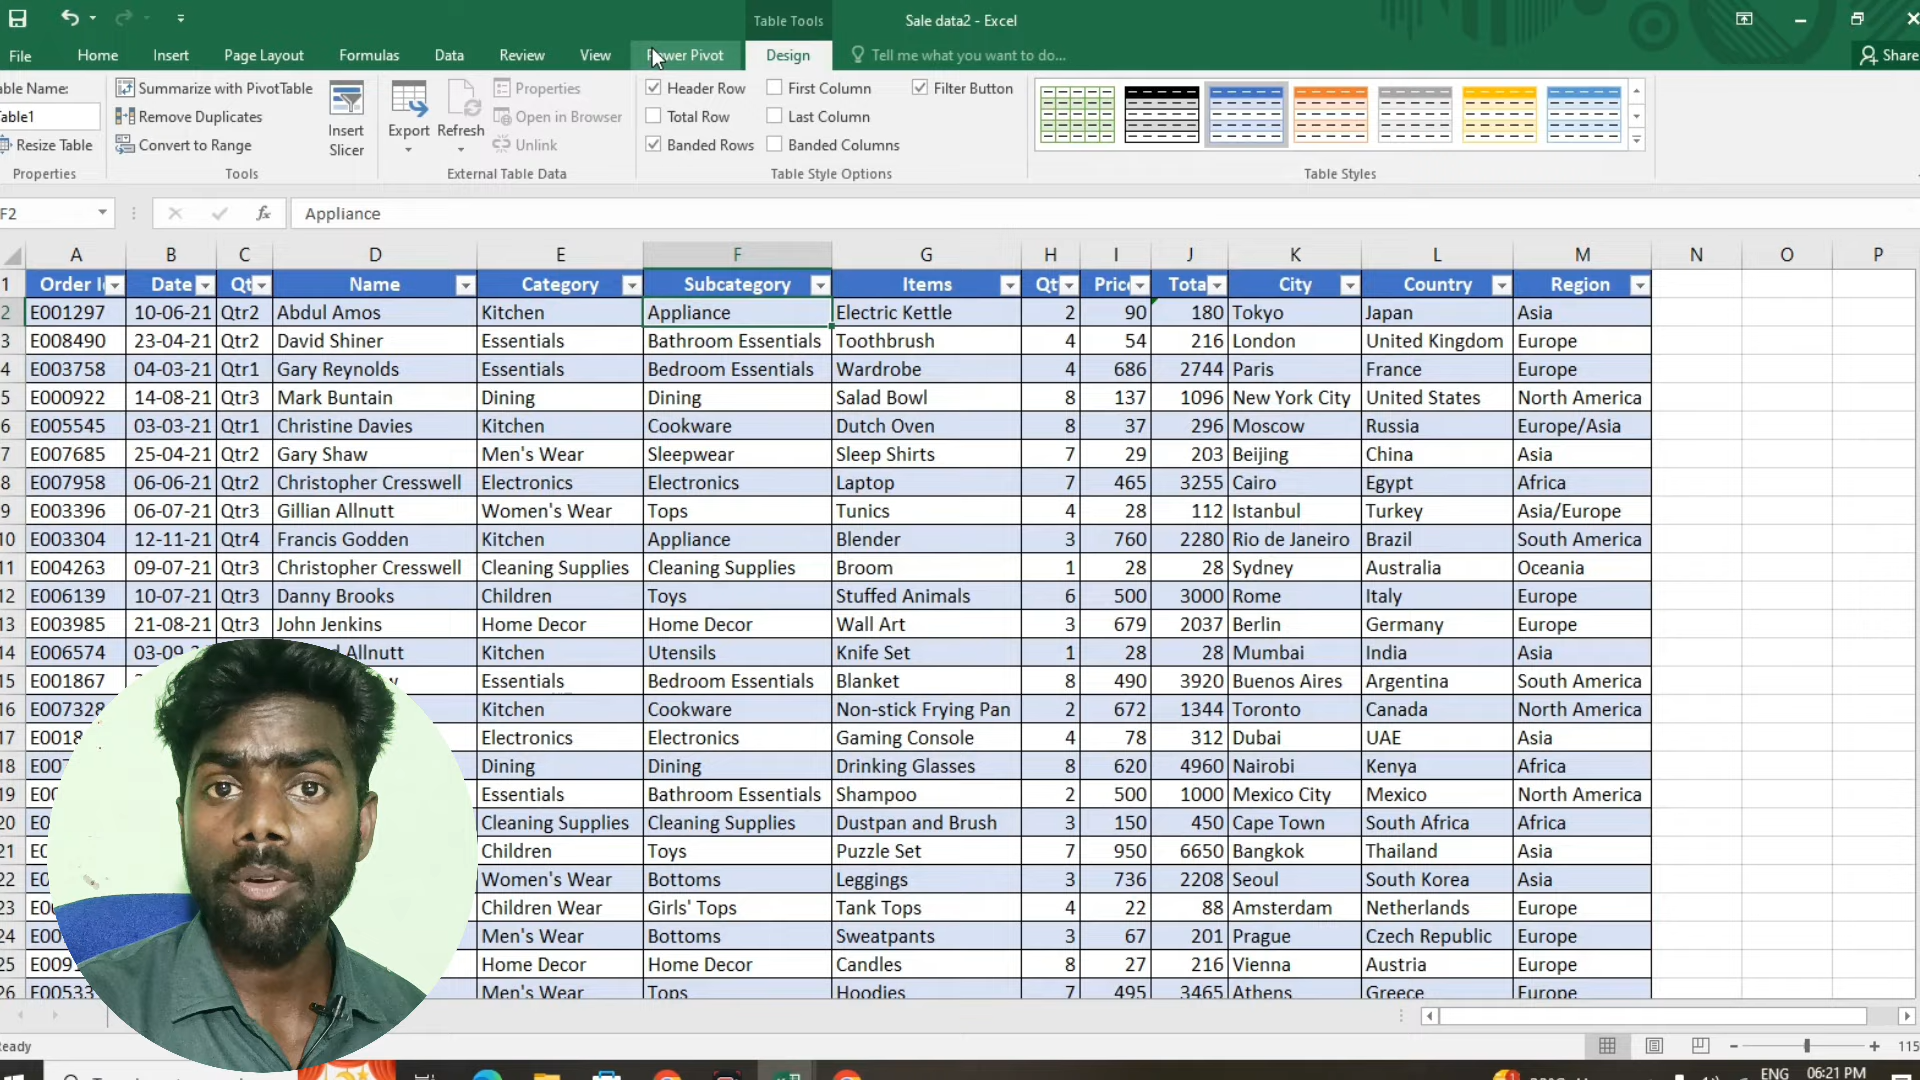 Table Tools
Sale data2 - Excel
File Home Insert Page Layout Formulas Data Review View Power Pivot Design Tell me what you want to do... Share
able Name: Summarize with PivotTable Properties Header Row First Column Filter Button
able1 Remove Duplicates Insert Slicer Export Refresh Open in Browser Total Row Last Column
Resize Table Convert to Range Unlink Banded Rows Banded Columns
Properties Tools External Table Data Table Style Options Table Styles
F2 fx Appliance
A B C D E F G H I J K L M N O P
1 Order I Date Qt Name Category Subcategory Items Qt Price Tota City Country Region
2 E001297 10-06-21 Qtr2 Abdul Amos Kitchen Appliance Electric Kettle 2 90 180 Tokyo Japan Asia
3 E008490 23-04-21 Qtr2 David Shiner Essentials Bathroom Essentials Toothbrush 4 54 216 London United Kingdom Europe
4 E003758 04-03-21 Qtr1 Gary Reynolds Essentials Bedroom Essentials Wardrobe 4 686 2744 Paris France Europe
5 E000922 14-08-21 Qtr3 Mark Buntain Dining Dining Salad Bowl 8 137 1096 New York City United States North America
6 E005545 03-03-21 Qtr1 Christine Davies Kitchen Cookware Dutch Oven 8 37 296 Moscow Russia Europe/Asia
7 E007685 25-04-21 Qtr2 Gary Shaw Men's Wear Sleepwear Sleep Shirts 7 29 203 Beijing China Asia
8 E007958 06-06-21 Qtr2 Christopher Cresswell Electronics Electronics Laptop 7 465 3255 Cairo Egypt Africa
9 E003396 06-07-21 Qtr3 Gillian Allnutt Women's Wear Tops Tunics 4 28 112 Istanbul Turkey Asia/Europe
10 E003304 12-11-21 Qtr4 Francis Godden Kitchen Appliance Blender 3 760 2280 Rio de Janeiro Brazil South America
11 E004263 09-07-21 Qtr3 Christopher Cresswell Cleaning Supplies Cleaning Supplies Broom 1 28 28 Sydney Australia Oceania
12 E006139 10-07-21 Qtr3 Danny Brooks Children Toys Stuffed Animals 6 500 3000 Rome Italy Europe
13 E003985 21-08-21 Qtr3 John Jenkins Home Decor Home Decor Wall Art 3 679 2037 Berlin Germany Europe
14 E006574 03-09 Allnutt Kitchen Utensils Knife Set 1 28 28 Mumbai India Asia
15 E001867 Essentials Bedroom Essentials Blanket 8 490 3920 Buenos Aires Argentina South America
16 E007328 Kitchen Cookware Non-stick Frying Pan 2 672 1344 Toronto Canada North America
17 E0018 Electronics Electronics Gaming Console 4 78 312 Dubai UAE Asia
18 E007 Dining Dining Drinking Glasses 8 620 4960 Nairobi Kenya Africa
19 E00 Essentials Bathroom Essentials Shampoo 2 500 1000 Mexico City Mexico North America
20 E0 Cleaning Supplies Cleaning Supplies Dustpan and Brush 3 150 450 Cape Town South Africa Africa
21 Children Toys Puzzle Set 7 950 6650 Bangkok Thailand Asia
22 E0 Women's Wear Bottoms Leggings 3 736 2208 Seoul South Korea Asia
23 Children Wear Girls' Tops Tank Tops 4 22 88 Amsterdam Netherlands Europe
24 E00 Men's Wear Bottoms Sweatpants 3 67 201 Prague Czech Republic Europe
25 E009 Home Decor Home Decor Candles 8 27 216 Vienna Austria Europe
26 E00533 Men's Wear Tops Hoodies 7 495 3465 Athens Greece Europe
eady 115
ENG 06:21 PM